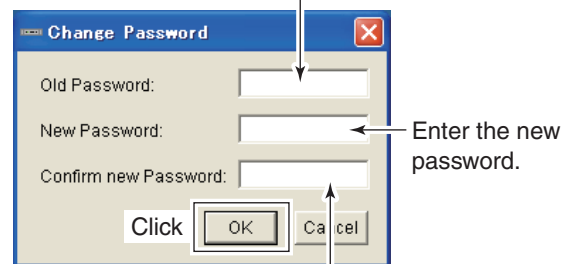 Change Password
Old Password:
New Password:
Enter the new
password.
Confirm new Password:
Click
OK
Cancel